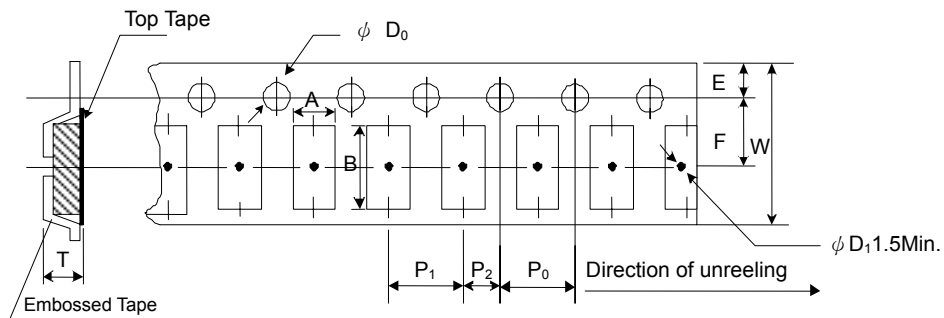 Top Tape
ϕ D₀
A
E
F
W
B
T
P₁
P₂
P₀
Direction of unreeling
ϕ D₁1.5Min.
Embossed Tape